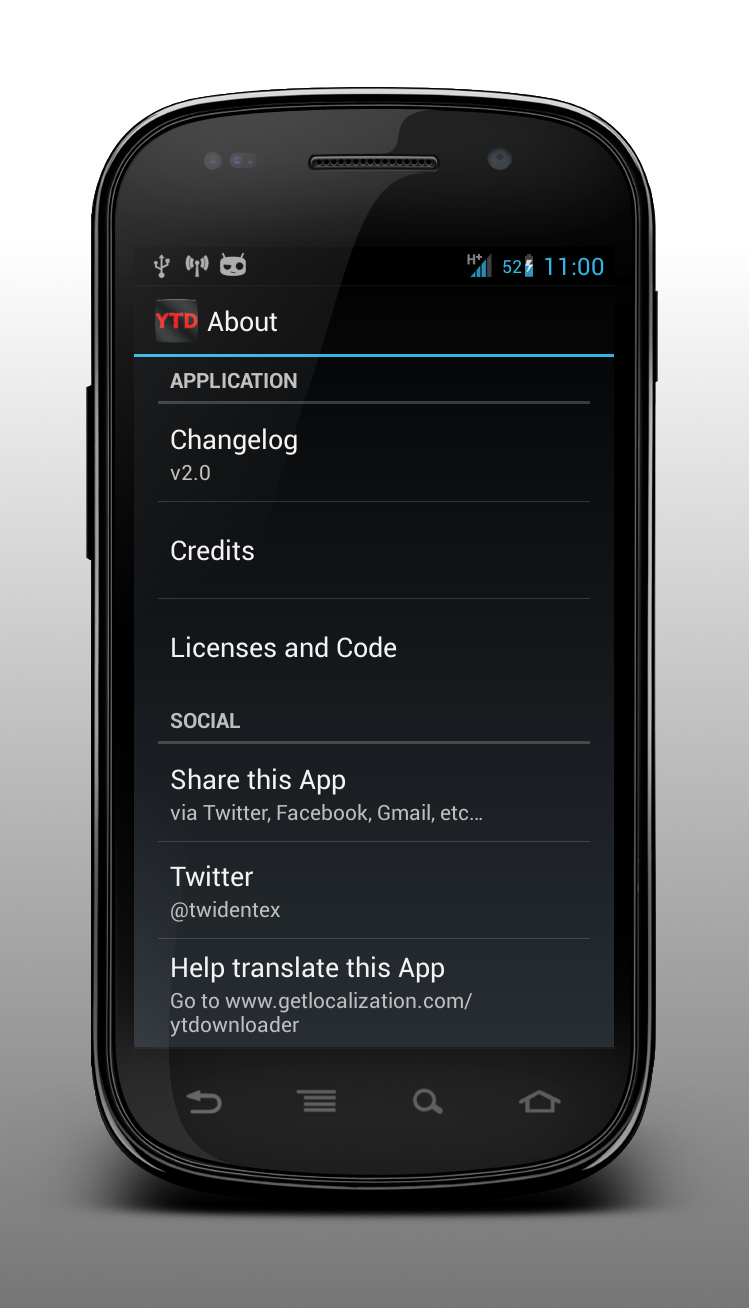 H+ 52 11:00
YTD About
APPLICATION
Changelog
v2.0
Credits
Licenses and Code
SOCIAL
Share this App
via Twitter, Facebook, Gmail, etc...
Twitter
@twidentex
Help translate this App
Go to www.getlocalization.com/
ytdownloader